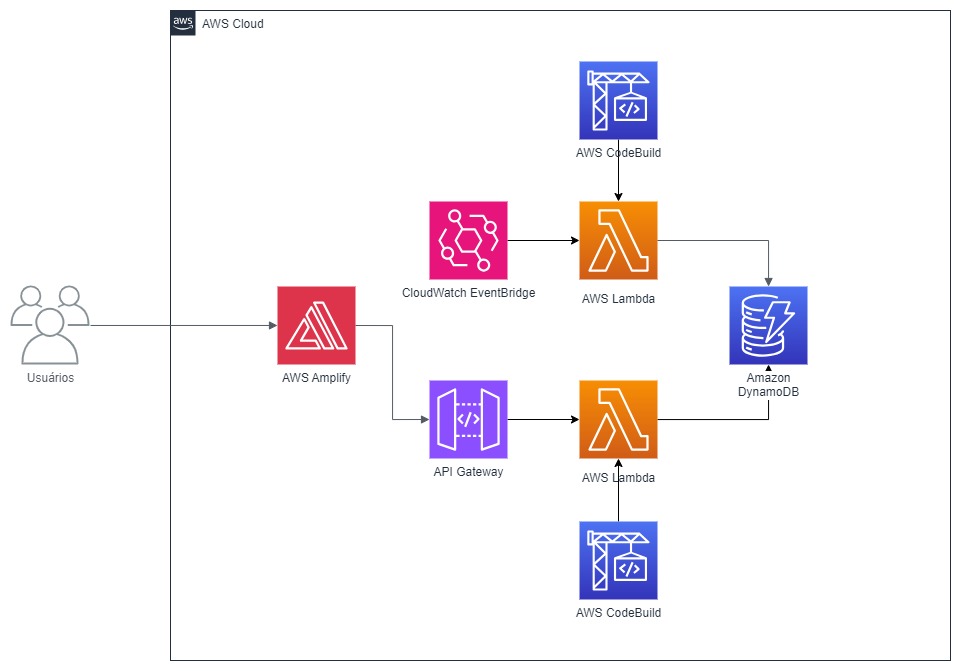 aws
AWS Cloud
</>
AWS CodeBuild
CloudWatch EventBridge
AWS Lambda
Usuários
AWS Amplify
Amazon
DynamoDB
</>
API Gateway
AWS Lambda
</>
AWS CodeBuild